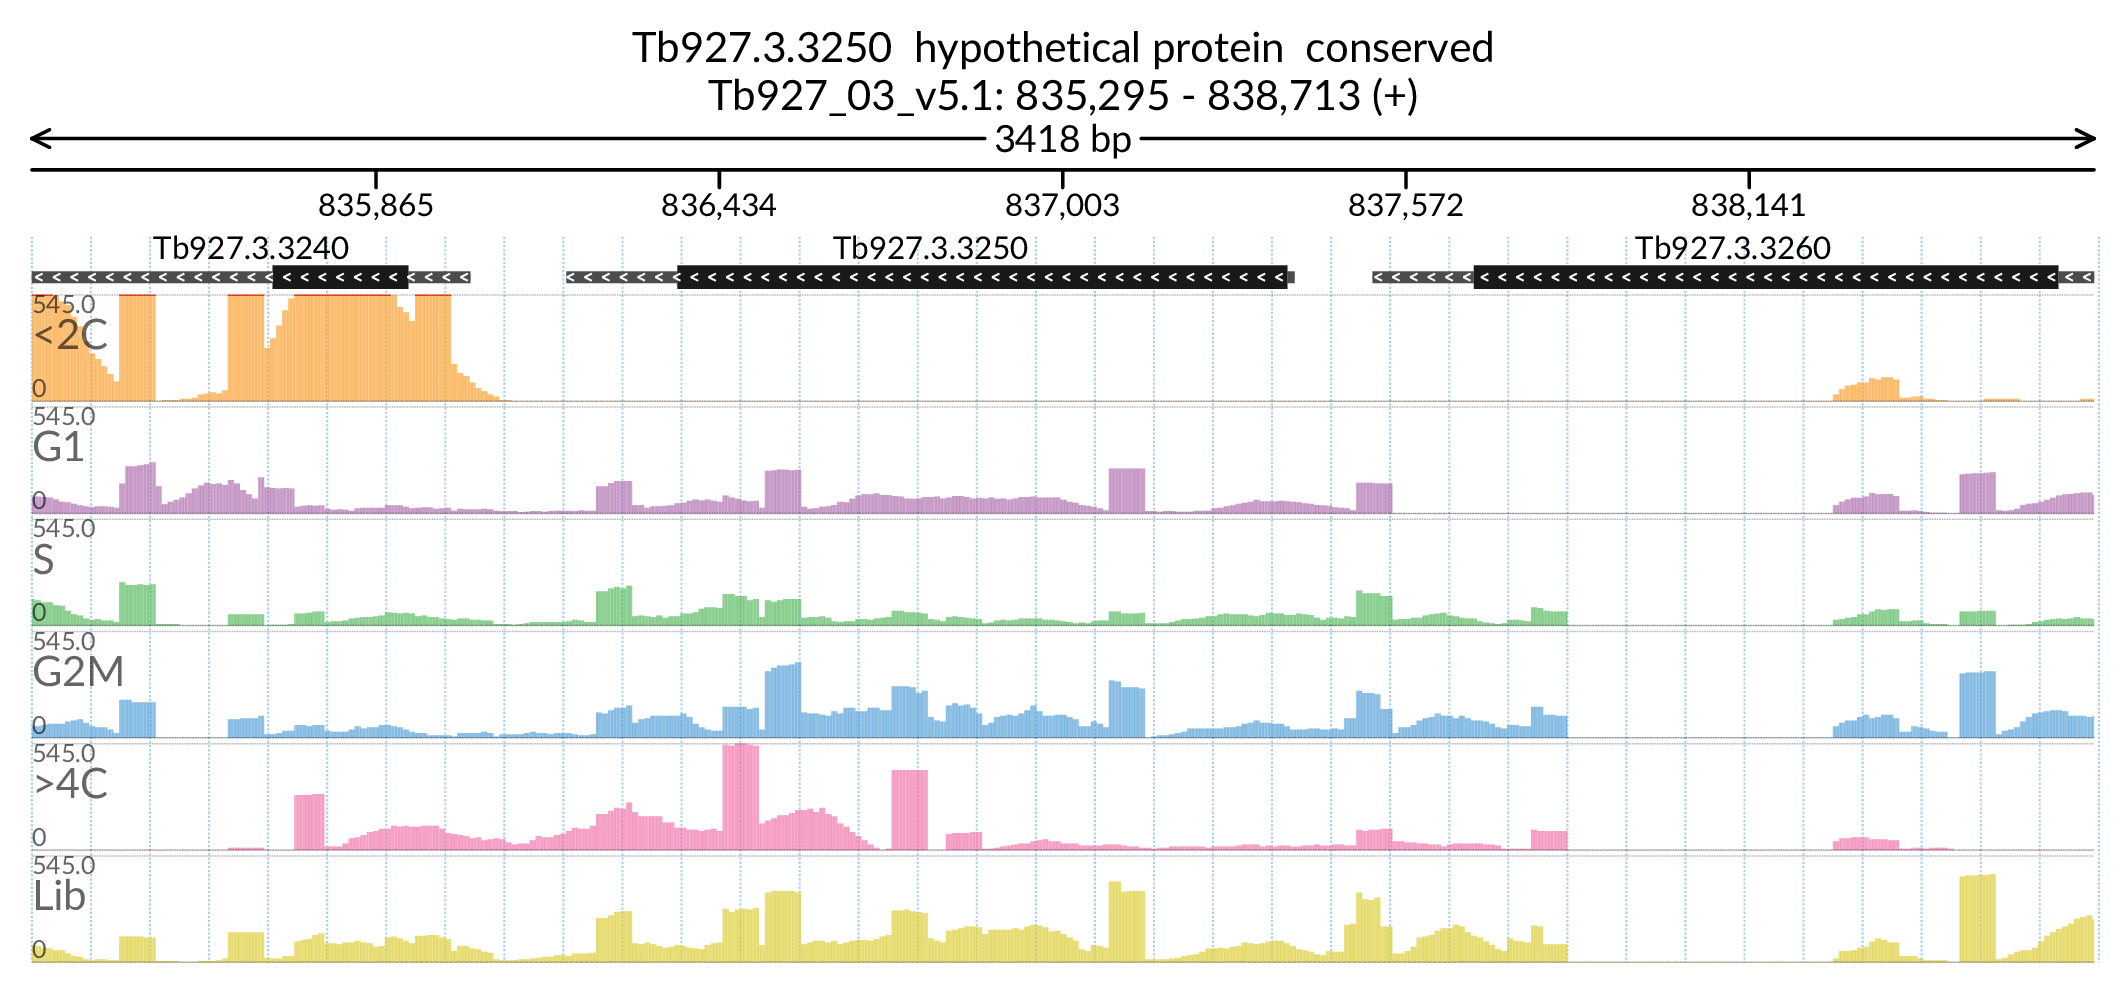 Tb927.3.3250  hypothetical protein  conserved
Tb927_03_v5.1: 835,295 - 838,713 (+)
3418 bp
835,865 836,434 837,003 837,572 838,141
Tb927.3.3240 Tb927.3.3250 Tb927.3.3260
545.0
<2C
0
545.0
G1
0
545.0
S
0
545.0
G2M
0
545.0
>4C
0
545.0
Lib
0